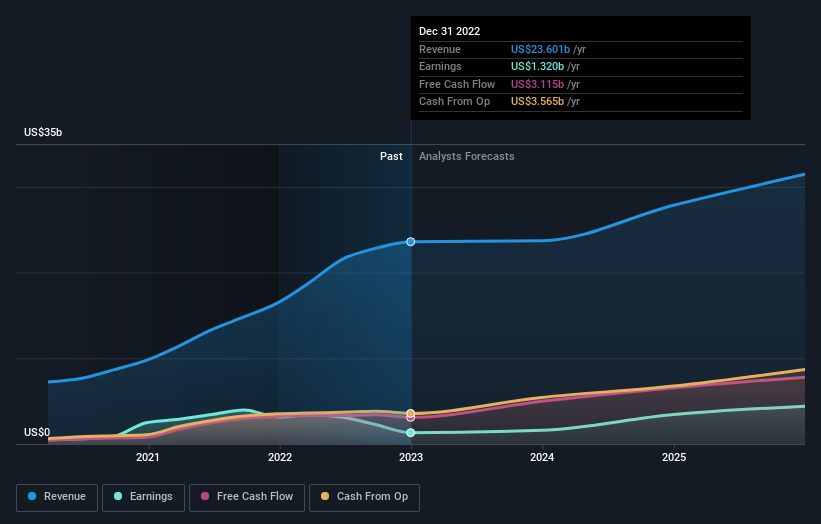 Dec 31 2022
Revenue US$23.601b /yr
Earnings US$1.320b /yr
Free Cash Flow US$3.115b /yr
Cash From Op US$3.565b /yr
US$35b
Past Analysts Forecasts
US$0
2021 2022 2023 2024 2025
Revenue Earnings Free Cash Flow Cash From Op